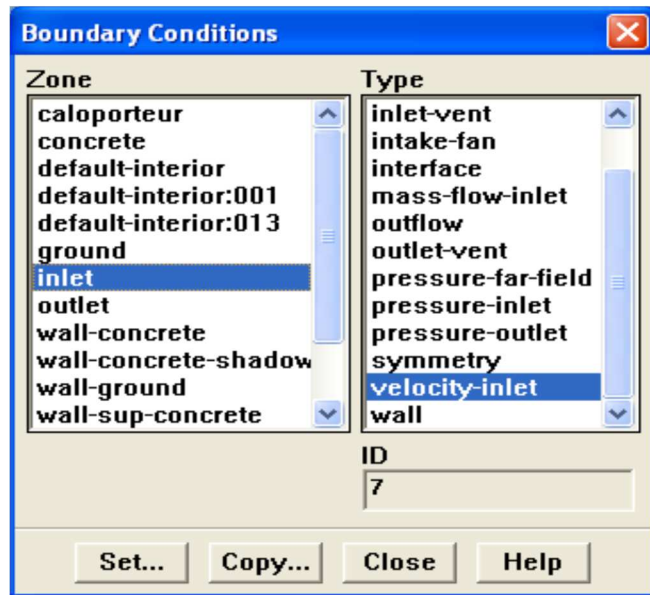 Boundary Conditions
Zone
caloporteur
concrete
default-interior
default-interior:001
default-interior:013
ground
inlet
outlet
wall-concrete
wall-concrete-shadow
wall-ground
wall-sup-concrete
Type
inlet-vent
intake-fan
interface
mass-flow-inlet
outflow
outlet-vent
pressure-far-field
pressure-inlet
pressure-outlet
symmetry
velocity-inlet
wall
ID
7
Set... Copy... Close Help